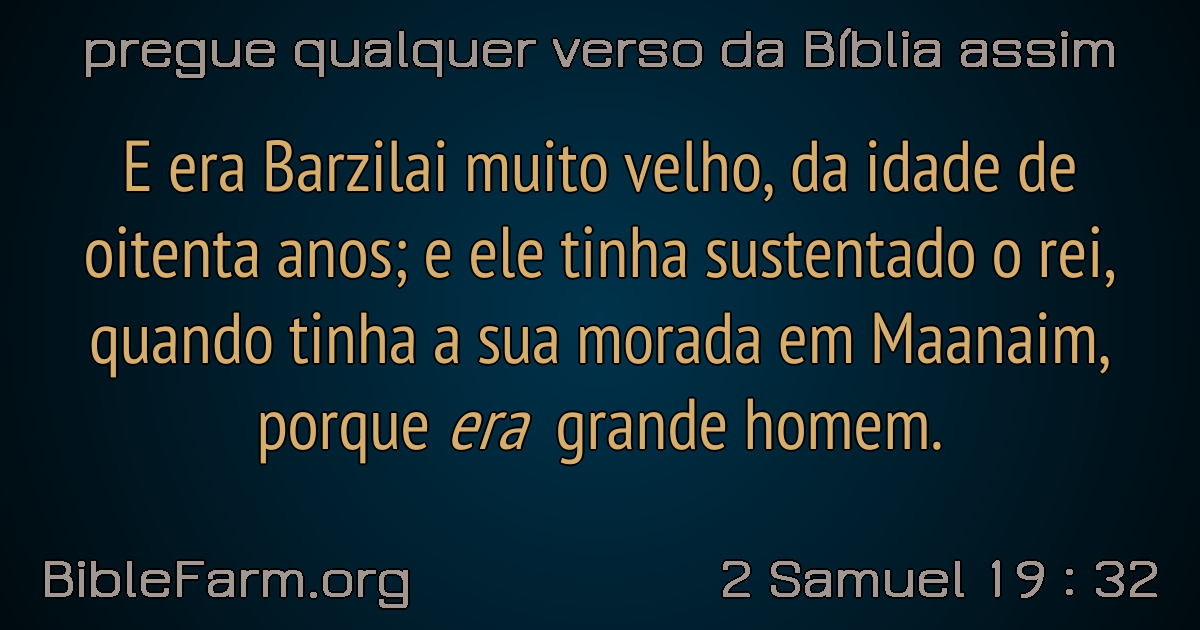 pregue qualquer verso da Bíblia assim
E era Barzilai muito velho, da idade de
oitenta anos; e ele tinha sustentado o rei,
quando tinha a sua morada em Maanaim,
porque era grande homem.
BibleFarm.org
2 Samuel 19 : 32